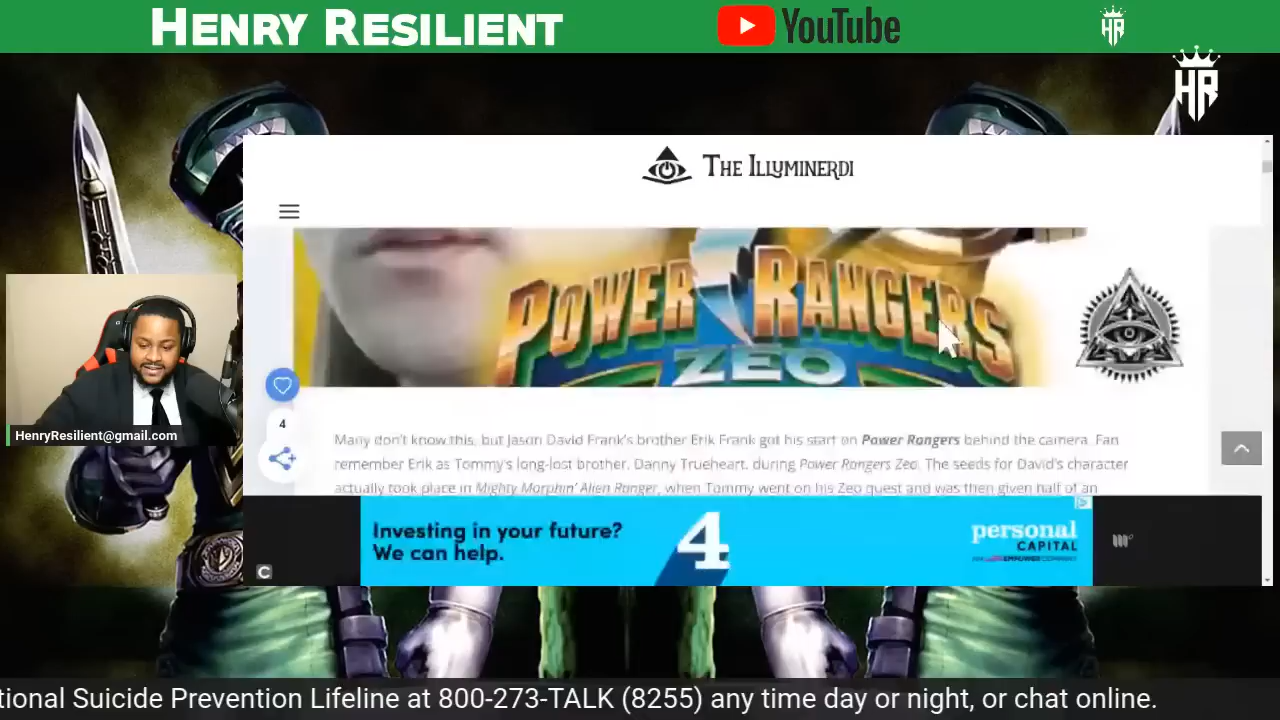 HENRY RESILIENT
YouTube
HR
HR
THE ILLUMINERDI
POWER RANGERS
ZEO
4
Many don't know this, but Jason David Frank's brother Erik Frank got his start on Power Rangers behind the camera. Fan
remember Erik as Tommy's long-lost brother, Danny Trueheart, during Power Rangers Zeo. The seeds for David's character
actually took place in Mighty Morphin' Alien Ranger, when Tommy went on his Zeo quest and was then given half of an
HenryResilient@gmail.com
Investing in your future?
We can help.
4
personal
CAPITAL
EMPOWER COMPANY
C
tional Suicide Prevention Lifeline at 800-273-TALK (8255) any time day or night, or chat online.